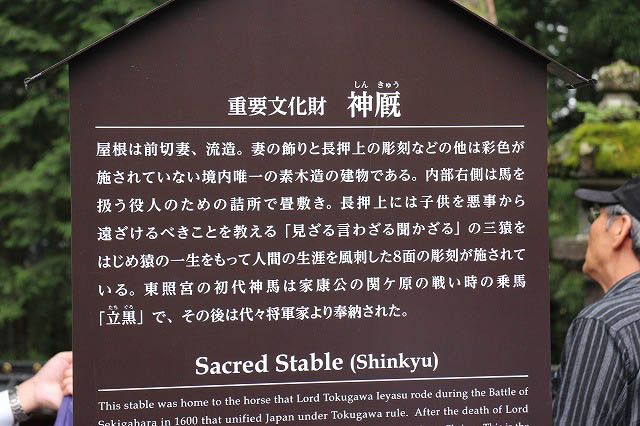 しん きゅう
重要文化財 神厩
屋根は前切妻、流造。妻の飾りと長押上の彫刻などの他は彩色が
施されていない境内唯一の素木造の建物である。内部右側は馬を
扱う役人のための詰所で畳敷き。長押上には子供を悪事から
遠ざけるべきことを教える「見ざる言わざる聞かざる」の三猿を
はじめ猿の一生をもって人間の生涯を風刺した8面の彫刻が施されて
いる。東照宮の初代神馬は家康公の関ケ原の戦い時の乗馬
たち ぐろ
「立黒」で、その後は代々将軍家より奉納された。
Sacred Stable (Shinkyu)
This stable was home to the horse that Lord Tokugawa Ieyasu rode during the Battle of
Sekigahara in 1600 that unified Japan under Tokugawa rule. After the death of Lord
This is the